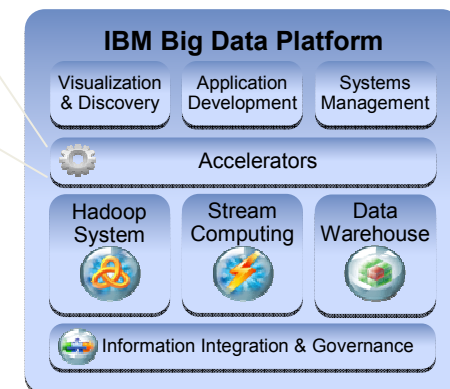 IBM Big Data Platform
Visualization
& Discovery
Application
Development
Systems
Management
Accelerators
Hadoop
System
Stream
Computing
Data
Warehouse
Information Integration & Governance